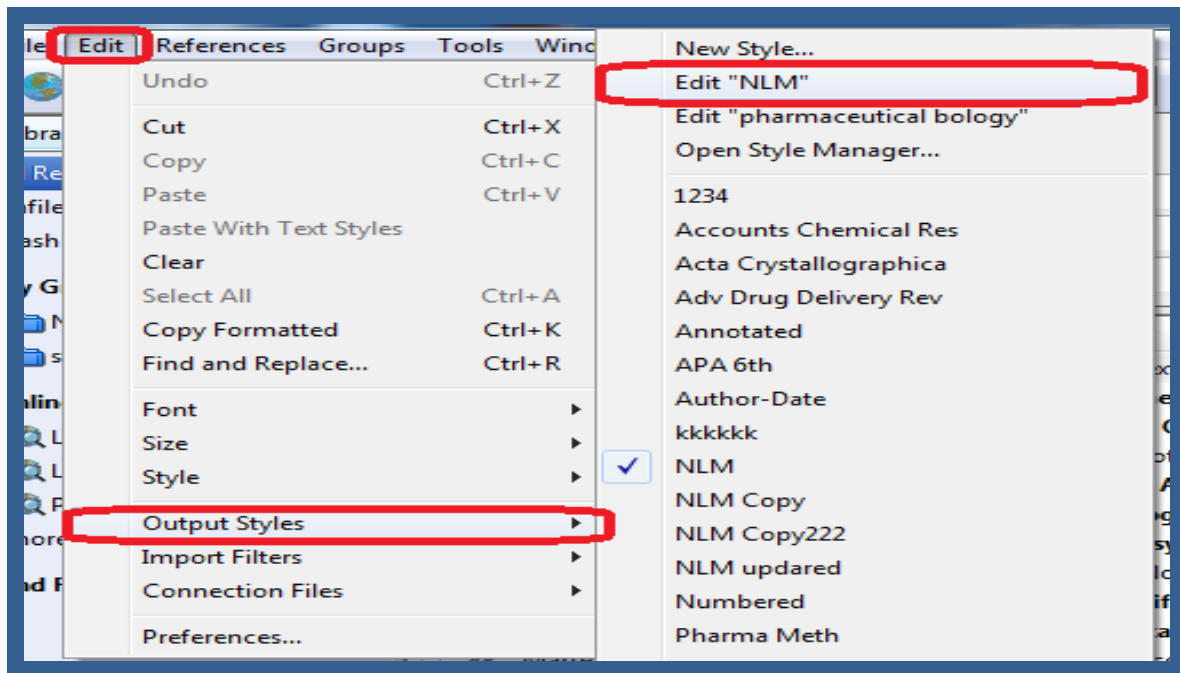 Edit References Groups Tools
Undo Ctrl+Z
Cut Ctrl+X
Copy Ctrl+C
Paste Ctrl+V
Paste With Text Styles
Clear
Select All Ctrl+A
Copy Formatted Ctrl+K
Find and Replace... Ctrl+R
Font
Size
Style
Output Styles
Import Filters
Connection Files
Preferences...
New Style...
Edit "NLM"
Edit "pharmaceutical bology"
Open Style Manager...
1234
Accounts Chemical Res
Acta Crystallographica
Adv Drug Delivery Rev
Annotated
APA 6th
Author-Date
kkkkkk
NLM
NLM Copy
NLM Copy222
NLM updared
Numbered
Pharma Meth